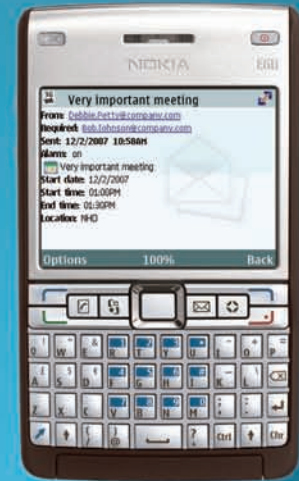 NOKIA E61i
Very important meeting
From: Debbie.Petty@company.com
Required: Bob.Johnson@company.com
Sent: 12/2/2007 10:58AM
Alarm: on
Very important meeting
Start date: 12/2/2007
Start time: 01:00PM
End time: 01:30PM
Location: NHO
Options 100% Back
Q W E R T Y U I O P
A S D F G H J K L
Z X C V B N M
Ctrl Chr